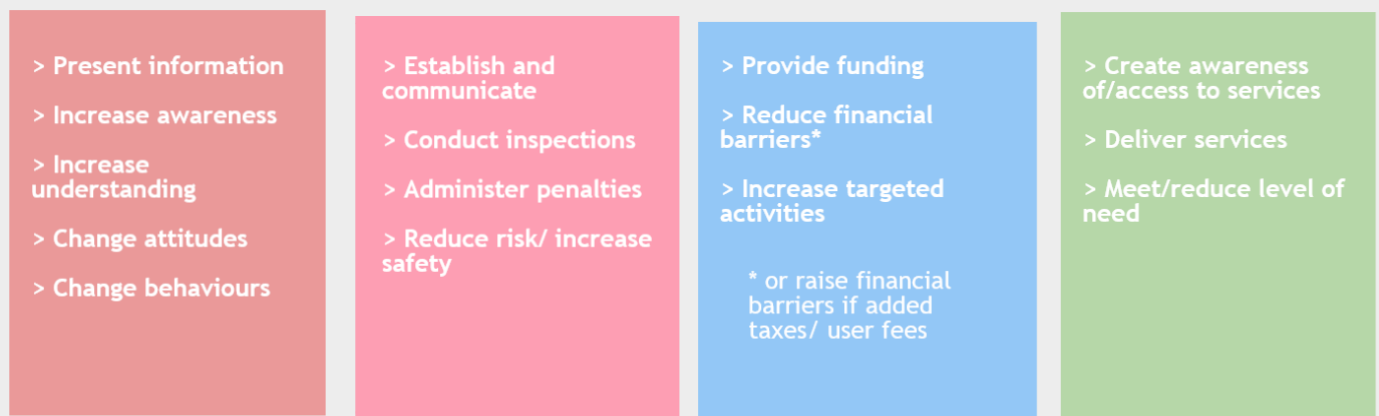 > Present information
> Increase awareness
> Increase
understanding
> Change attitudes
> Change behaviours
> Establish and
communicate
> Conduct inspections
> Administer penalties
> Reduce risk/ increase
safety
> Provide funding
> Reduce financial
barriers*
> Increase targeted
activities
* or raise financial
barriers if added
taxes/ user fees
> Create awareness
of/access to services
> Deliver services
> Meet/reduce level of
need